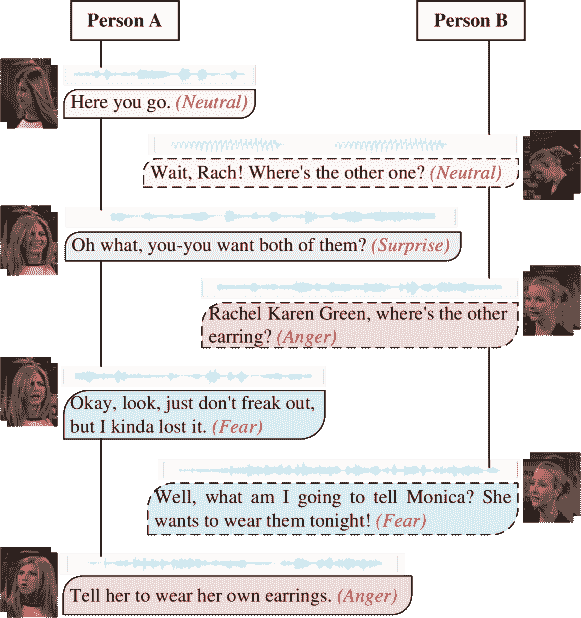 Person A
Person B
Here you go. (Neutral)
Wait, Rach! Where's the other one? (Neutral)
Oh what, you-you want both of them? (Surprise)
Rachel Karen Green, where's the other
earring? (Anger)
Okay, look, just don't freak out,
but I kinda lost it. (Fear)
Well, what am I going to tell Monica? She
wants to wear them tonight! (Fear)
Tell her to wear her own earrings. (Anger)